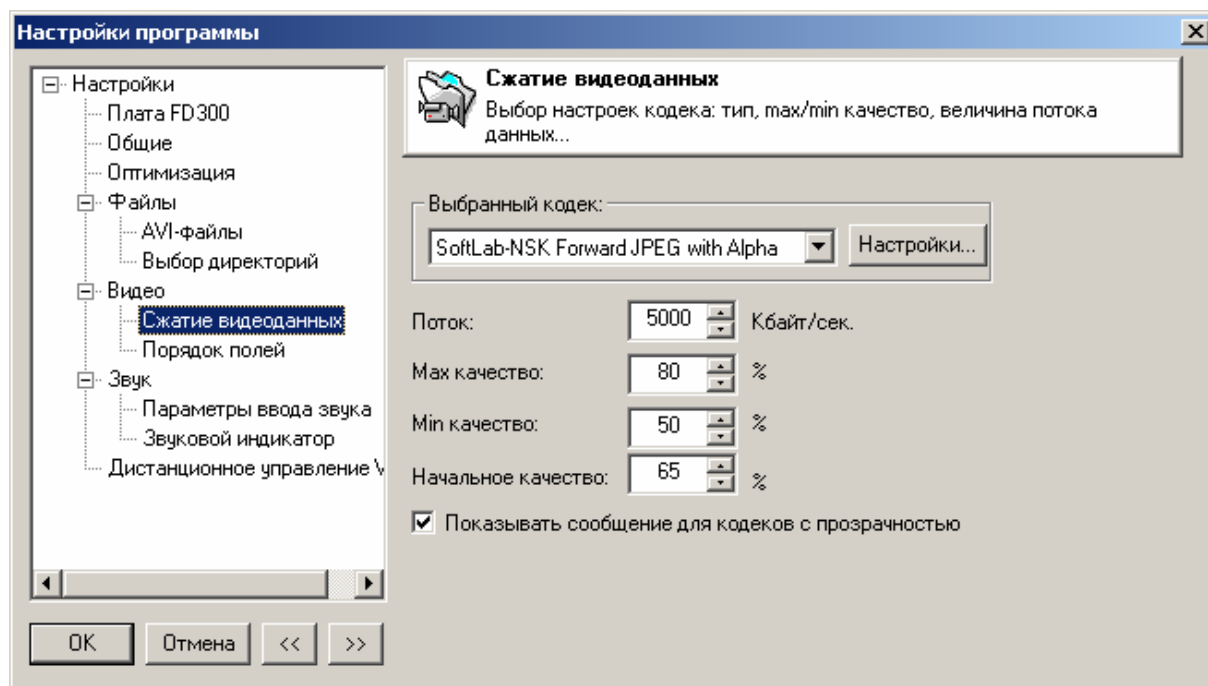 Настройки программы
Настройки
Плата FD300
Общие
Оптимизация
Файлы
AVI-файлы
Выбор директорий
Видео
Сжатие видеоданных
Порядок полей
Звук
Параметры ввода звука
Звуковой индикатор
Дистанционное управление V
OK
Отмена
<<
>>
Сжатие видеоданных
Выбор настроек кодека: тип, max/min качество, величина потока
данных...
Выбранный кодек:
SoftLab-NSK Forward JPEG with Alpha
Настройки...
Поток: 5000 Кбайт/сек.
Max качество: 80 %
Min качество: 50 %
Начальное качество: 65 %
Показывать сообщение для кодеков с прозрачностью